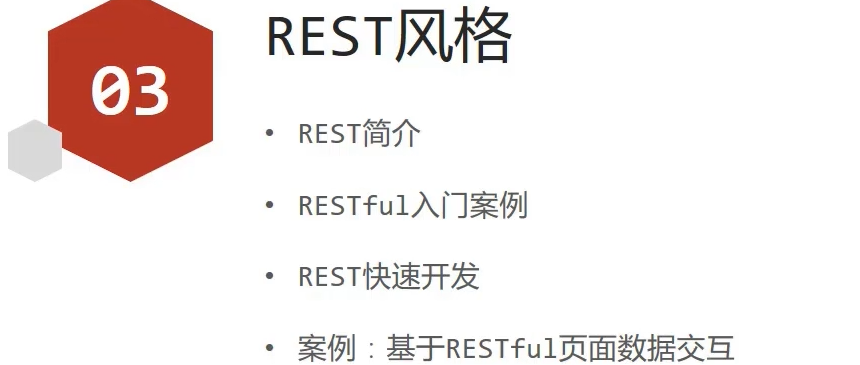 03
REST风格
• REST简介
• RESTful入门案例
• REST快速开发
• 案例：基于RESTful页面数据交互